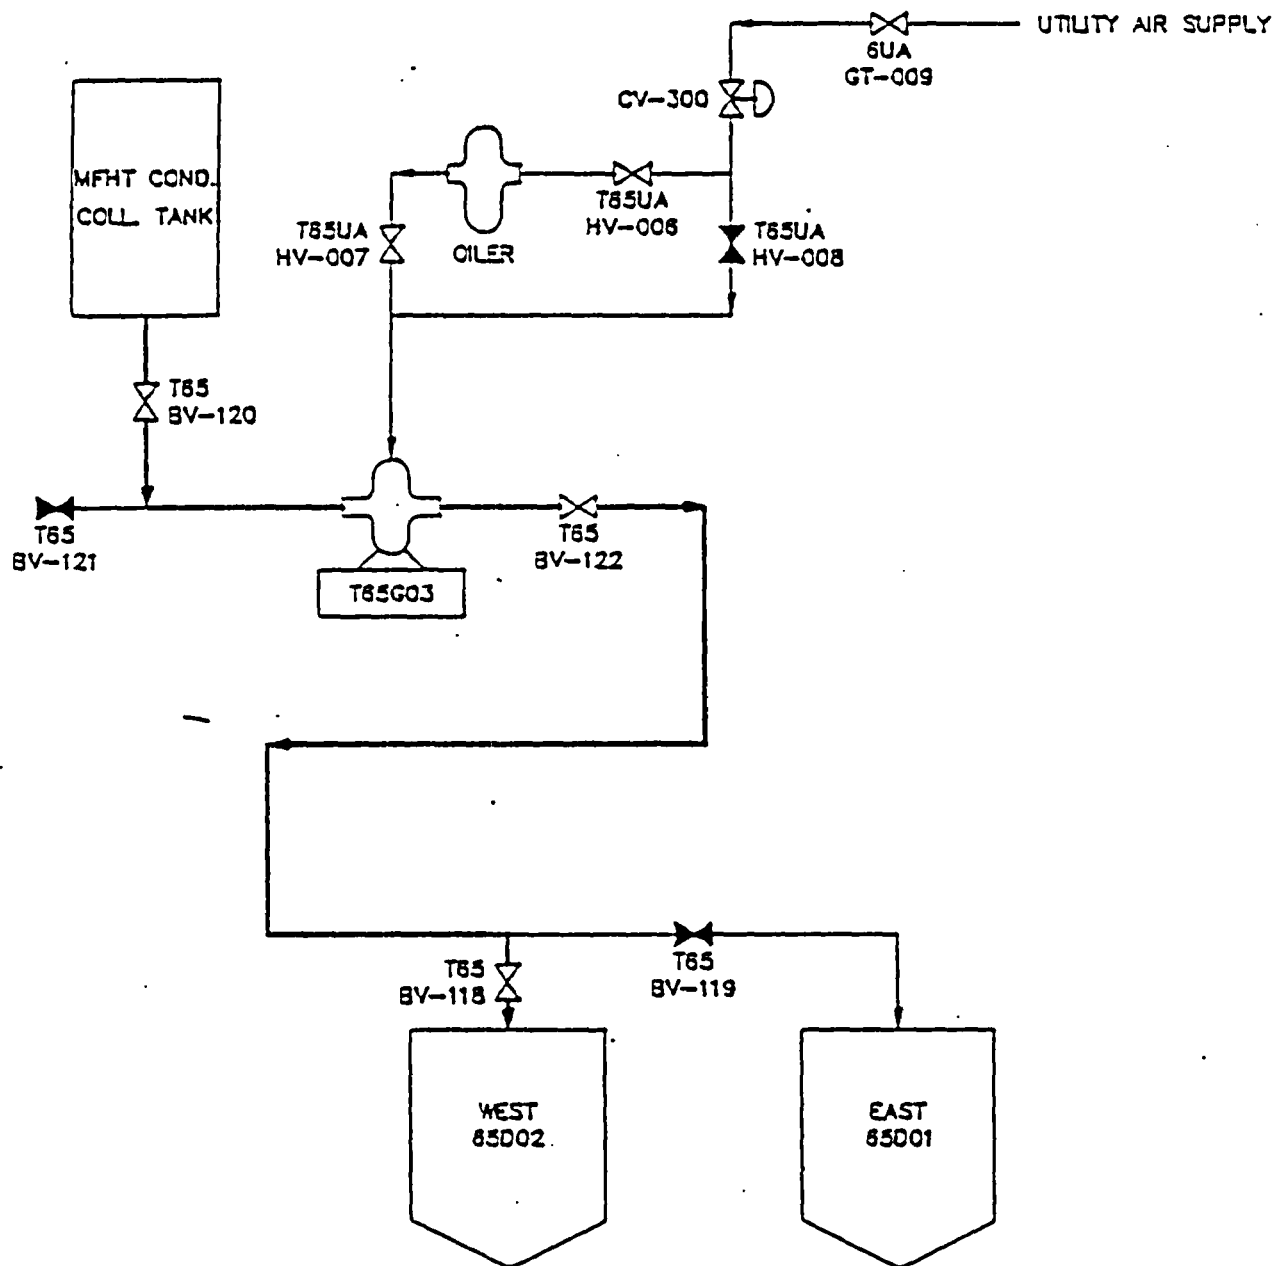 UTILITY AIR SUPPLY
6UA
GT-009
CV-300
MFHT COND.
COLL. TANK
T65UA
HV-006
T65UA
HV-007
OILER
T65UA
HV-008
T65
BV-120
T65
BV-121
T65
BV-122
T65G03
T65
BV-118
T65
BV-119
WEST
65D02
EAST
65D01